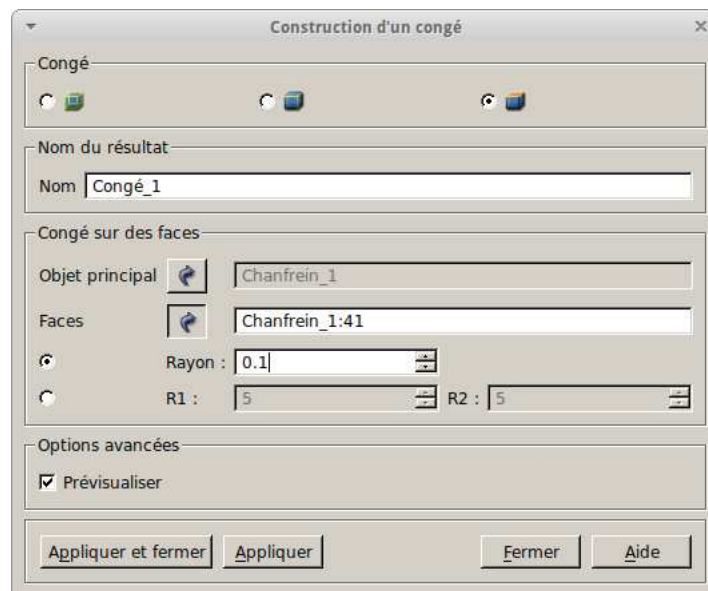 Construction d'un congé
Congé
Nom du résultat
Nom Congé_1
Congé sur des faces
Objet principal Chanfrein_1
Faces Chanfrein_1:41
Rayon : 0.1
R1 : 5 R2 : 5
Options avancées
Prévisualiser
Appliquer et fermer Appliquer Fermer Aide